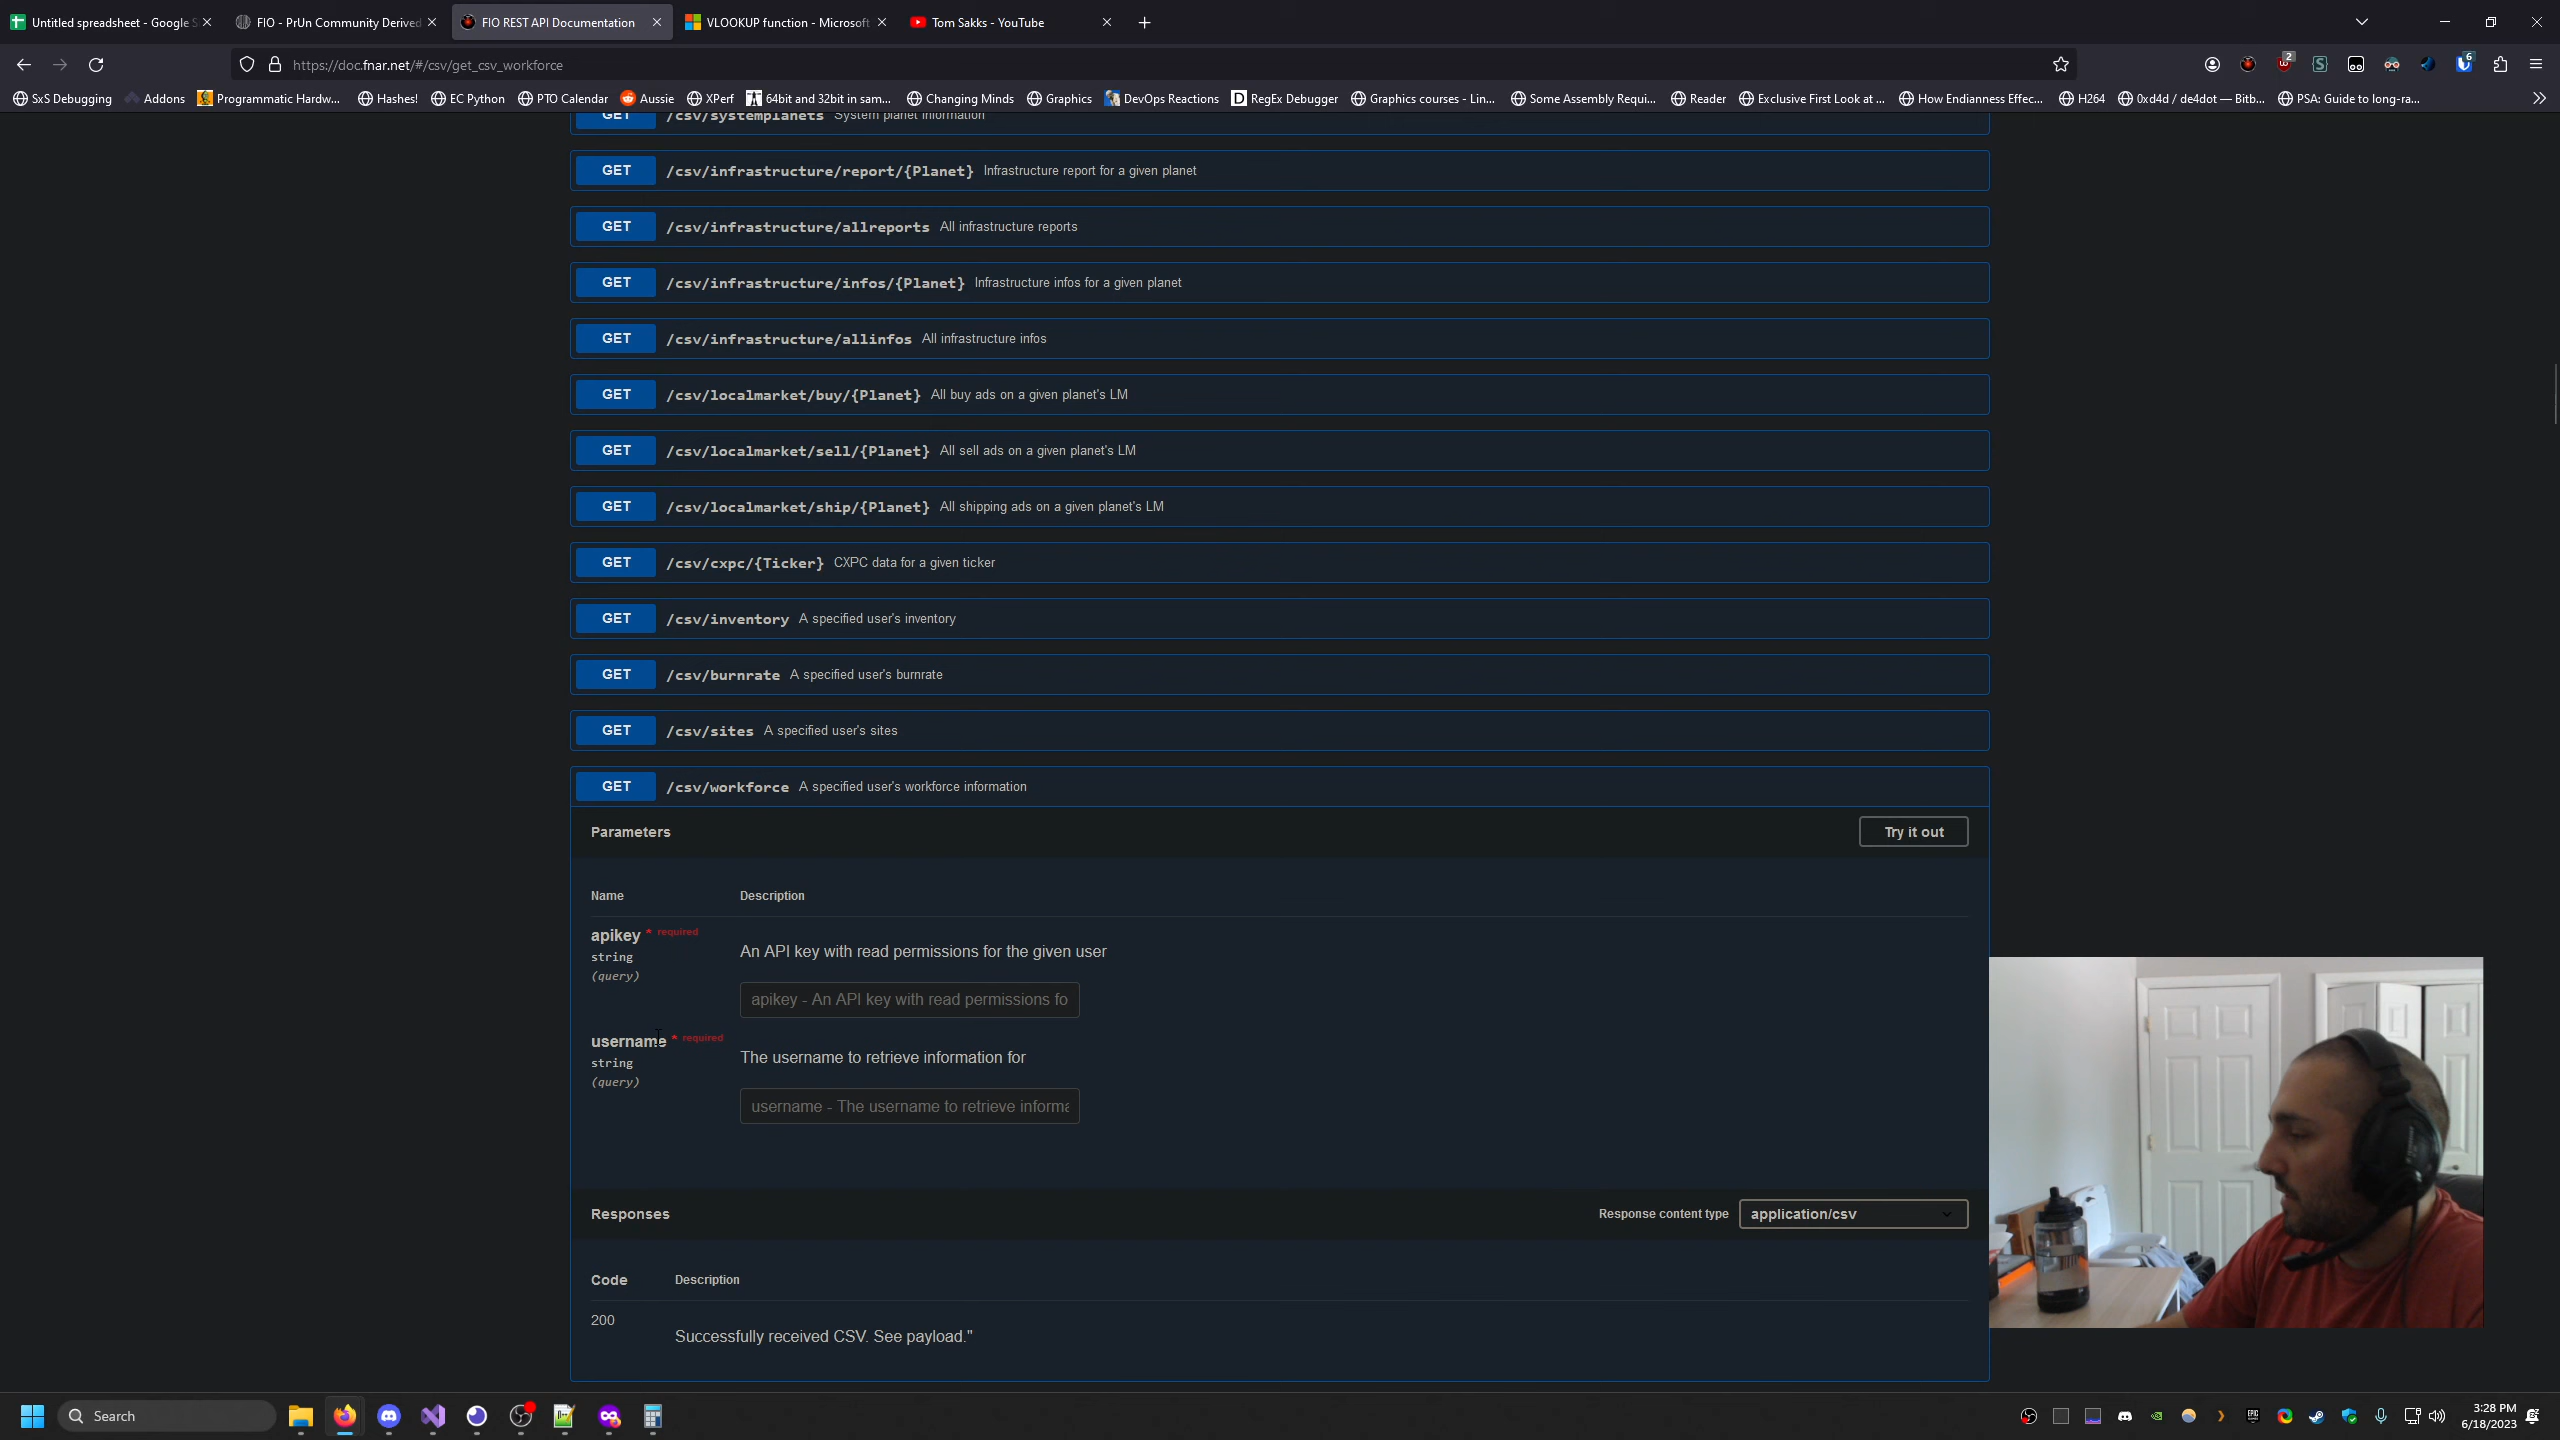 Untitled spreadsheet - Google S
FIO - PrUn Community Derived
FIO REST API Documentation
VLOOKUP function - Microsoft
Tom Sakks - YouTube
https://doc.fnar.net/#/csv/get_csv_workforce
2
6
SxS Debugging
Addons
Programmatic Hardw...
Hashes!
EC Python
PTO Calendar
Aussie
XPerf
64bit and 32bit in sam...
Changing Minds
Graphics
DevOps Reactions
RegEx Debugger
Graphics courses - Lin...
Some Assembly Requi...
Reader
Exclusive First Look at ...
How Endianness Effec...
H264
0xd4d / de4dot — Bitb...
PSA: Guide to long-ra...
GET /csv/systemplanets System planet information
GET /csv/infrastructure/report/{Planet} Infrastructure report for a given planet
GET /csv/infrastructure/allreports All infrastructure reports
GET /csv/infrastructure/infos/{Planet} Infrastructure infos for a given planet
GET /csv/infrastructure/allinfos All infrastructure infos
GET /csv/localmarket/buy/{Planet} All buy ads on a given planet's LM
GET /csv/localmarket/sell/{Planet} All sell ads on a given planet's LM
GET /csv/localmarket/ship/{Planet} All shipping ads on a given planet's LM
GET /csv/cxpc/{Ticker} CXPC data for a given ticker
GET /csv/inventory A specified user's inventory
GET /csv/burnrate A specified user's burnrate
GET /csv/sites A specified user's sites
GET /csv/workforce A specified user's workforce information
Parameters
Try it out
Name Description
apikey * required
string
(query)
An API key with read permissions for the given user
apikey - An API key with read permissions fo
username * required
string
(query)
The username to retrieve information for
username - The username to retrieve informa
Responses
Response content type application/csv
Code Description
200
Successfully received CSV. See payload."
Search
3:28 PM
6/18/2023